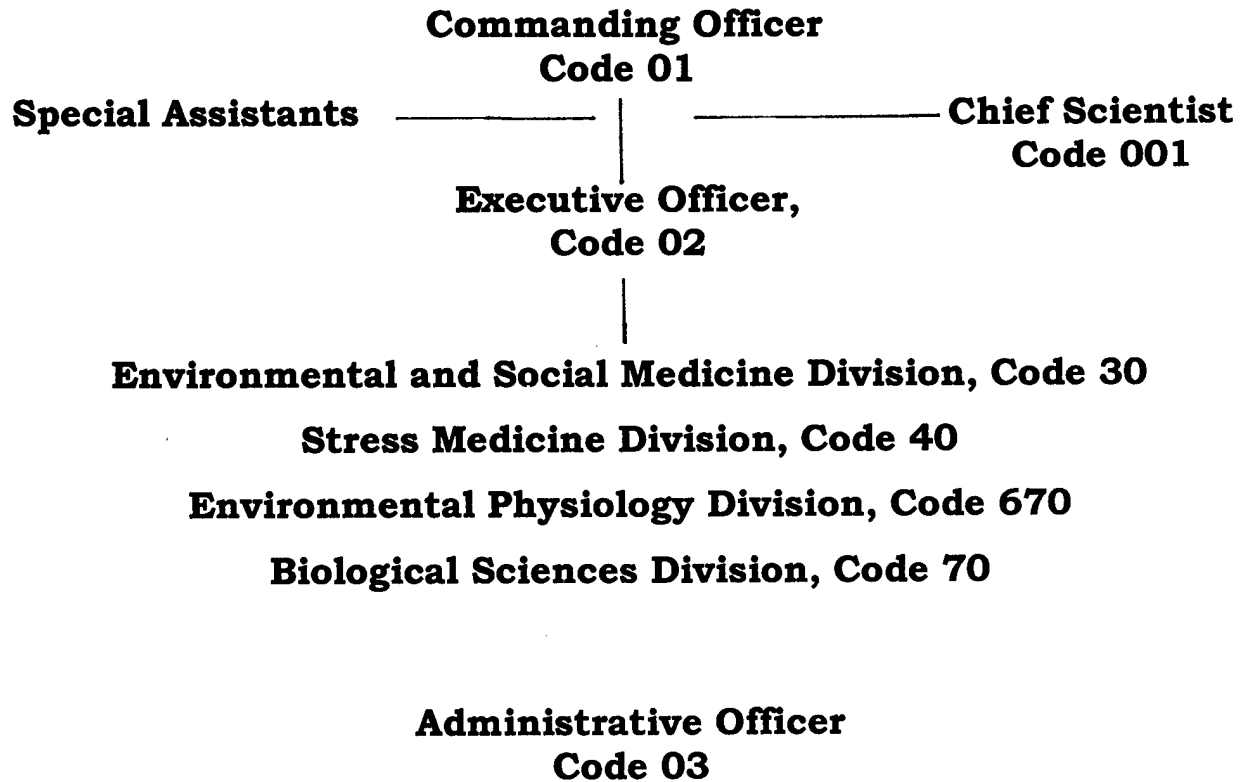 Commanding Officer
Code 01
Special Assistants
Chief Scientist
Code 001
Executive Officer,
Code 02
Environmental and Social Medicine Division, Code 30
Stress Medicine Division, Code 40
Environmental Physiology Division, Code 670
Biological Sciences Division, Code 70
Administrative Officer
Code 03